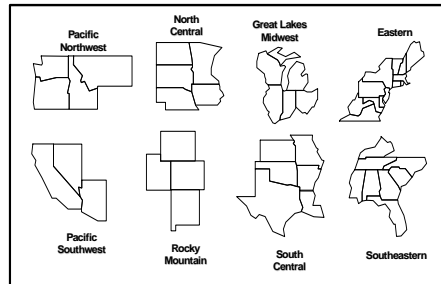 Pacific
Northwest
North
Central
Great Lakes
Midwest
Eastern
Pacific
Southwest
Rocky
Mountain
South
Central
Southeastern